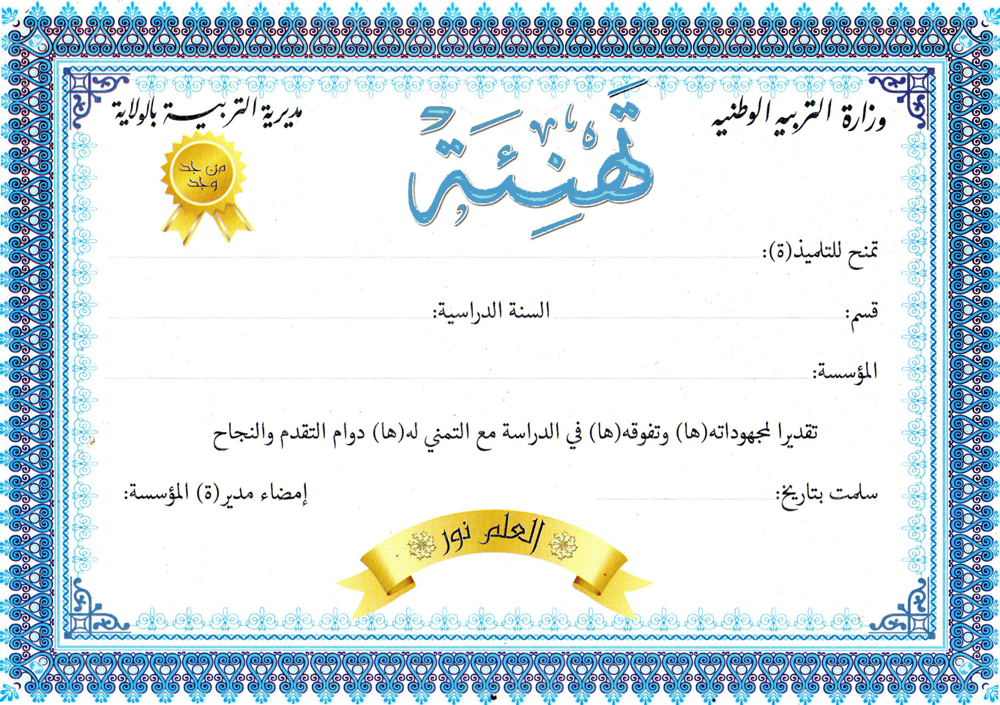 وزارة التربيه الوطنيه
مديرية التربية بالولاية
تَهنِئَة
من جد
وجد
تمنح للتلميذ(ة):
قسم: السنة الدراسية:
المؤسسة:
تقديرا لمجهوداته(ها) وتفوقه(ها) في الدراسة مع التمني له(ها) دوام التقدم والنجاح
سلمت بتاريخ: إمضاء مدير(ة) المؤسسة:
العلم نور